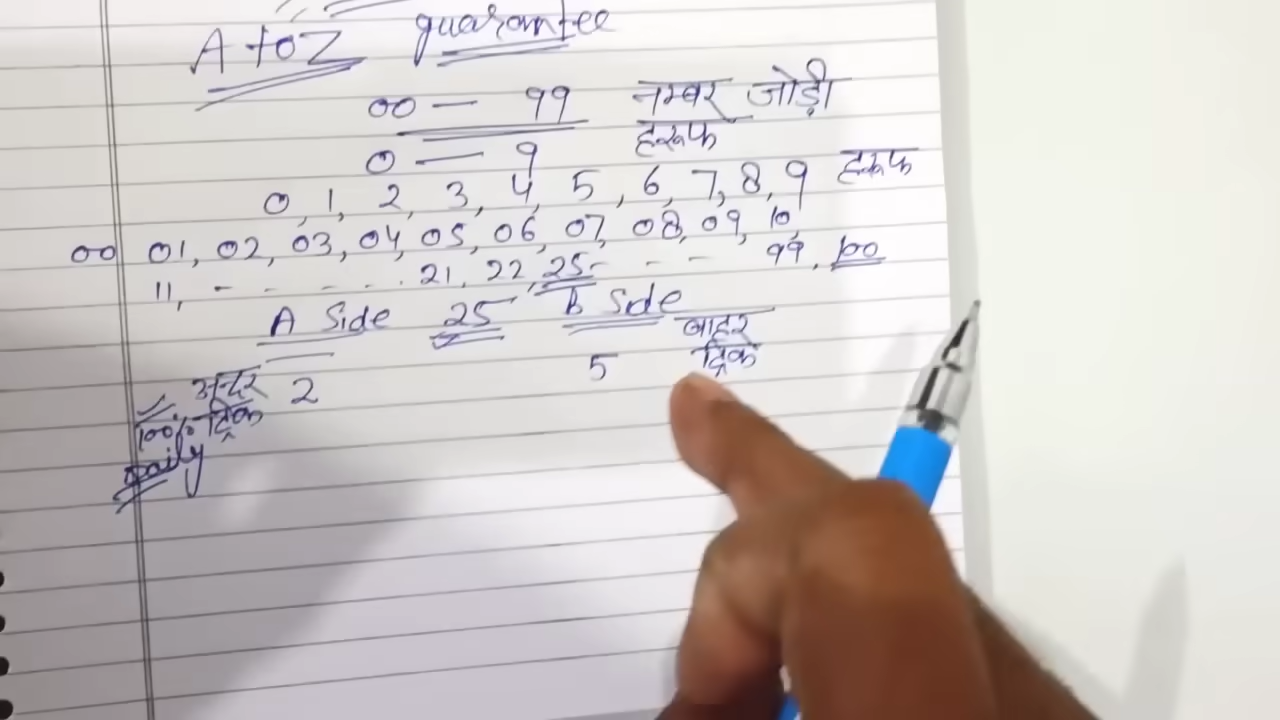 A to Z guarantee
00 — 99 नम्बर जोड़ी
0 — 9 हरूफ
0, 1, 2, 3, 4, 5, 6, 7, 8, 9 हरूफ
00 01, 02, 03, 04, 05, 06, 07, 08, 09, 10,
11, - - - - . 21, 22, 25 - - - 99, 100
A Side 25 B Side
बाहर
अन्दर 2 5 ट्रिक
100% ट्रिक
Daily